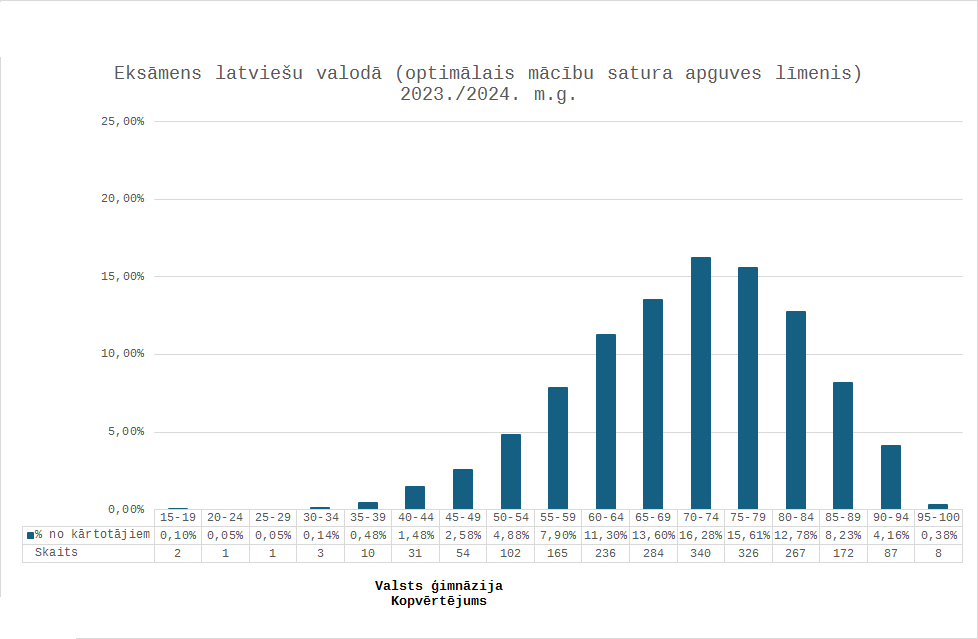 Eksāmens latviešu valodā (optimālais mācību satura apguves līmenis)
2023./2024. m.g.
25,00%
20,00%
15,00%
10,00%
5,00%
0,00%
15-19 20-24 25-29 30-34 35-39 40-44 45-49 50-54 55-59 60-64 65-69 70-74 75-79 80-84 85-89 90-94 95-100
% no kārtotājiem 0,10% 0,05% 0,05% 0,14% 0,48% 1,48% 2,58% 4,88% 7,90% 11,30% 13,60% 16,28% 15,61% 12,78% 8,23% 4,16% 0,38%
Skaits 2 1 1 3 10 31 54 102 165 236 284 340 326 267 172 87 8
Valsts ģimnāzija
Kopvērtējums